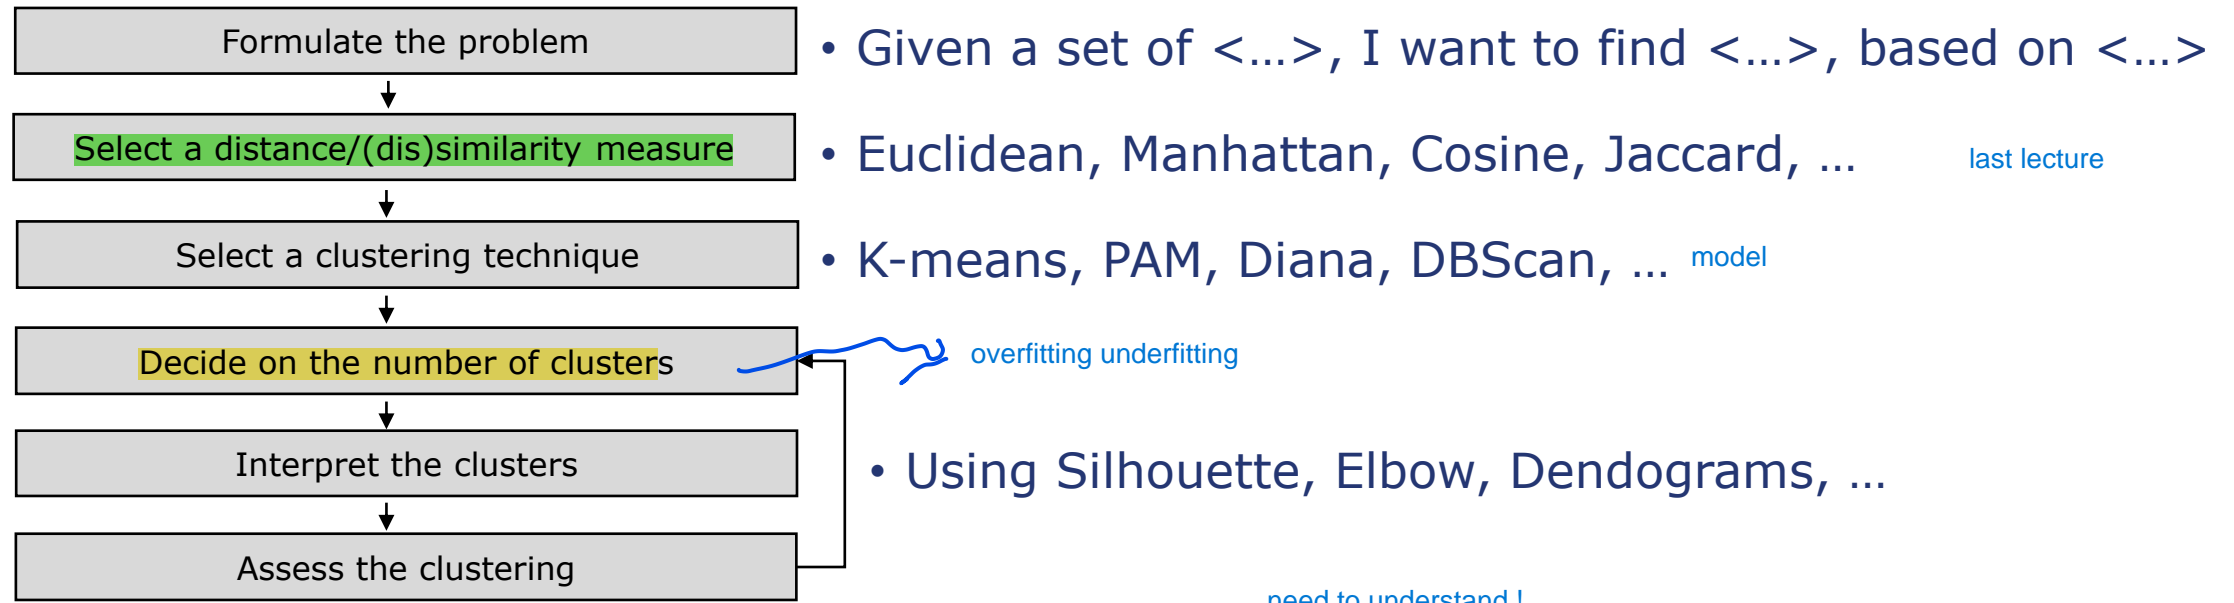 Formulate the problem
• Given a set of <...>, I want to find <...>, based on <...>
Select a distance/(dis)similarity measure
• Euclidean, Manhattan, Cosine, Jaccard, ...
last lecture
Select a clustering technique
• K-means, PAM, Diana, DBScan, ...
model
Decide on the number of clusters
overfitting underfitting
Interpret the clusters
• Using Silhouette, Elbow, Dendograms, ...
Assess the clustering
need to understand !